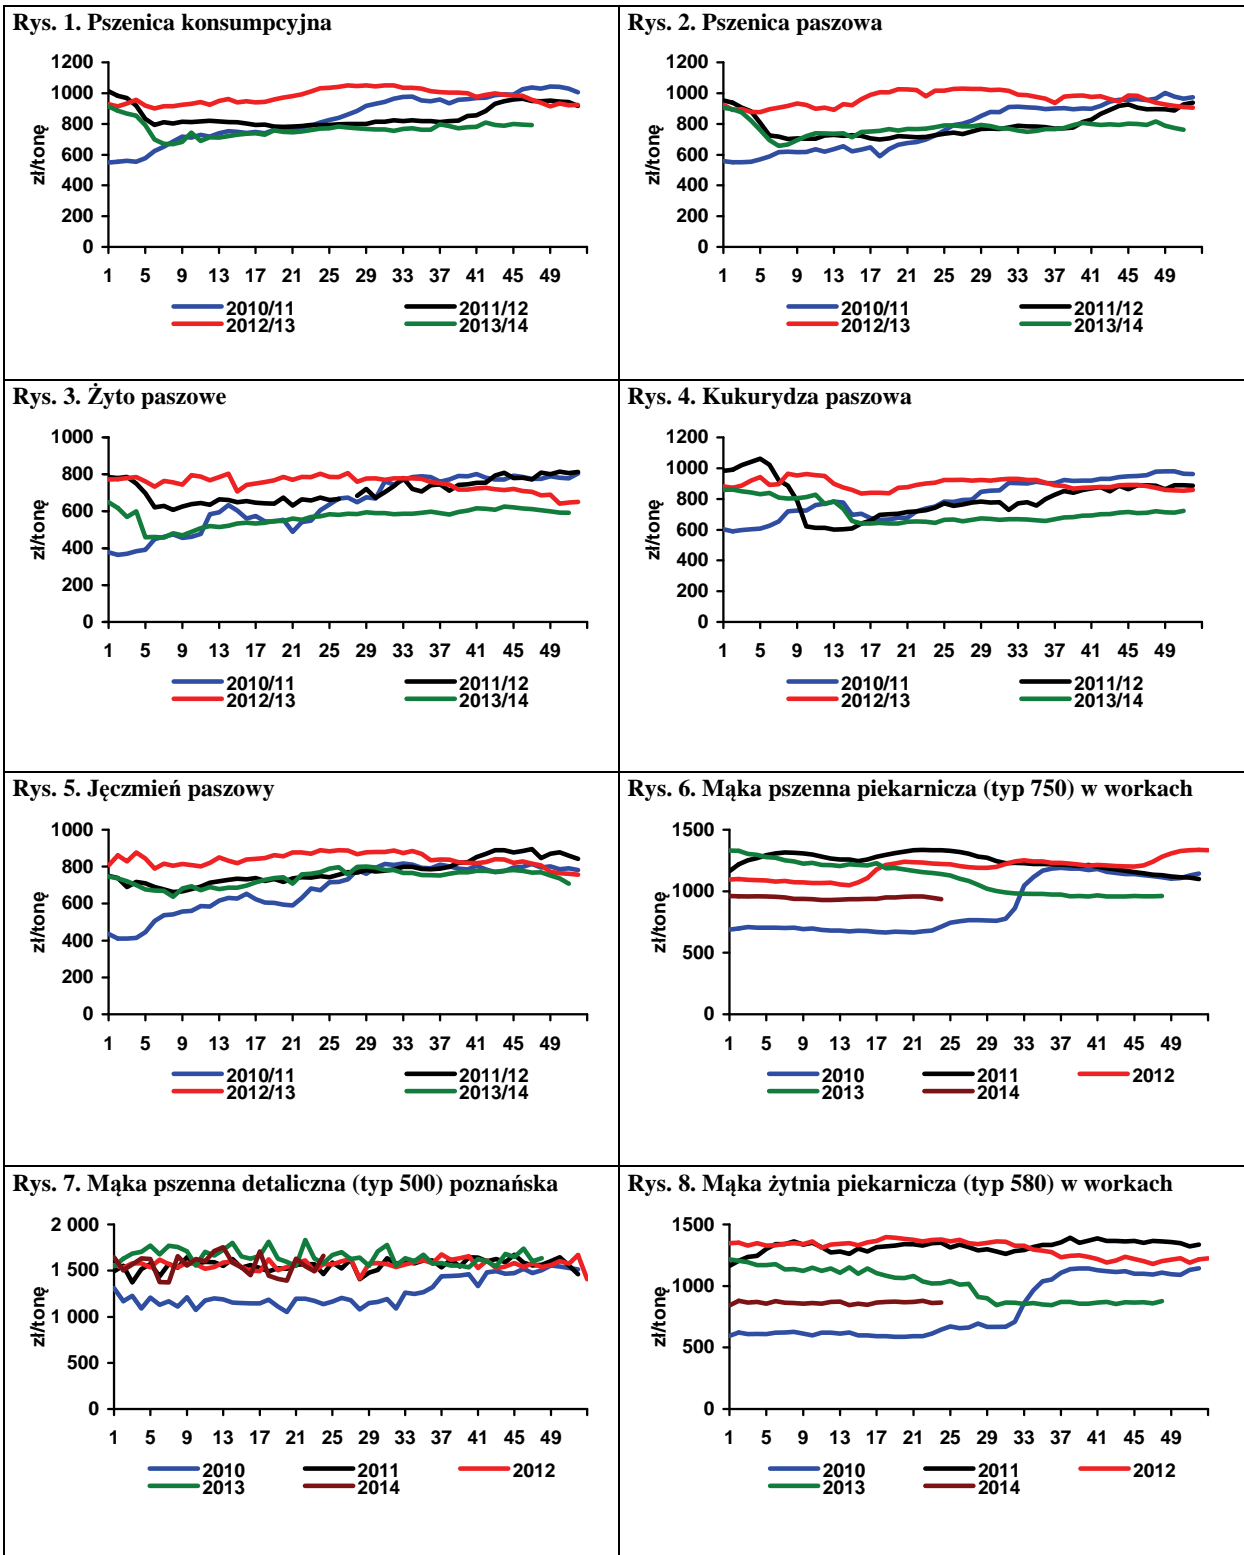 Rys. 1. Pszenica konsumpcyjna
1200
1000
800
600
400
200
0
zł/tonę
1 5 9 13 17 21 25 29 33 37 41 45 49
2010/11 2011/12
2012/13 2013/14
Rys. 2. Pszenica paszowa
1200
1000
800
600
400
200
0
zł/tonę
1 5 9 13 17 21 25 29 33 37 41 45 49
2010/11 2011/12
2012/13 2013/14
Rys. 3. Żyto paszowe
1000
800
600
400
200
0
zł/tonę
1 5 9 13 17 21 25 29 33 37 41 45 49
2010/11 2011/12
2012/13 2013/14
Rys. 4. Kukurydza paszowa
1200
1000
800
600
400
200
0
zł/tonę
1 5 9 13 17 21 25 29 33 37 41 45 49
2010/11 2011/12
2012/13 2013/14
Rys. 5. Jęczmień paszowy
1000
800
600
400
200
0
zł/tonę
1 5 9 13 17 21 25 29 33 37 41 45 49
2010/11 2011/12
2012/13 2013/14
Rys. 6. Mąka pszenna piekarnicza (typ 750) w workach
1500
1000
500
0
zł/tonę
1 5 9 13 17 21 25 29 33 37 41 45 49
2010 2011 2012
2013 2014
Rys. 7. Mąka pszenna detaliczna (typ 500) poznańska
2 000
1 500
1 000
500
0
zł/tonę
1 5 9 13 17 21 25 29 33 37 41 45 49
2010 2011 2012
2013 2014
Rys. 8. Mąka żytnia piekarnicza (typ 580) w workach
1500
1000
500
0
zł/tonę
1 5 9 13 17 21 25 29 33 37 41 45 49
2010 2011 2012
2013 2014